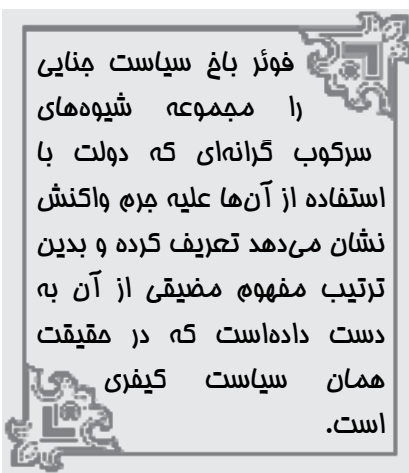 فوئر باخ سیاست جنایی
را مجموعه شیوه‌های
سرکوب گرانه‌ای که دولت با
استفاده از آن‌ها علیه جرم واکنش
نشان می‌دهد تعریف کرده و بدین
ترتیب مفهوم مضیقی از آن به
دست داده‌است که در حقیقت
همان سیاست کیفری
است.